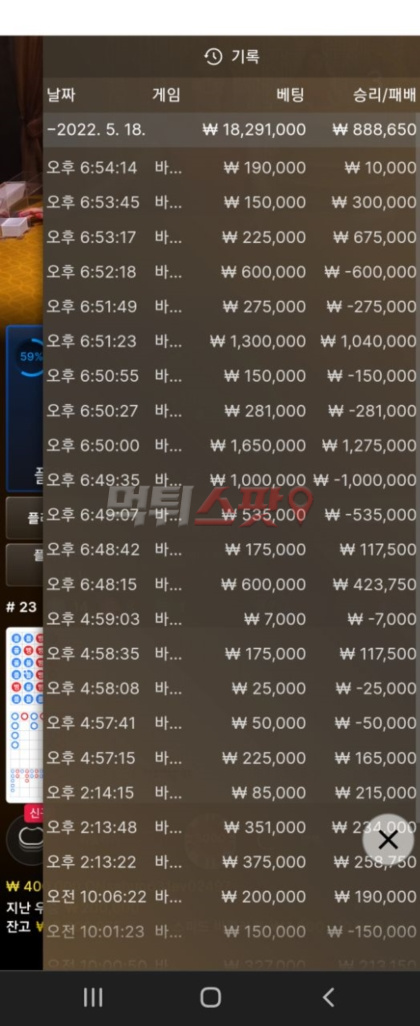 기록
날짜 게임 베팅 승리/패배
-2022. 5. 18. ₩ 18,291,000 ₩ 888,650
오후 6:54:14 바... ₩ 190,000 ₩ 10,000
오후 6:53:45 바... ₩ 150,000 ₩ 300,000
오후 6:53:17 바... ₩ 225,000 ₩ 675,000
오후 6:52:18 바... ₩ 600,000 ₩ -600,000
오후 6:51:49 바... ₩ 275,000 ₩ -275,000
59%
오후 6:51:23 바... ₩ 1,300,000 ₩ 1,040,000
오후 6:50:55 바... ₩ 150,000 ₩ -150,000
오후 6:50:27 바... ₩ 281,000 ₩ -281,000
오후 6:50:00 바... ₩ 1,650,000 ₩ 1,275,000
오후 6:49:35 바... ₩ 1,000,000 ₩ -1,000,000
먹튀스팟
오후 6:49:07 바... ₩ 535,000 ₩ -535,000
오후 6:48:42 바... ₩ 175,000 ₩ 117,500
오후 6:48:15 바... ₩ 600,000 ₩ 423,750
# 23
오후 4:59:03 바... ₩ 7,000 ₩ -7,000
오후 4:58:35 바... ₩ 175,000 ₩ 117,500
오후 4:58:08 바... ₩ 25,000 ₩ -25,000
오후 4:57:41 바... ₩ 50,000 ₩ -50,000
오후 4:57:15 바... ₩ 225,000 ₩ 165,000
오후 2:14:15 바... ₩ 85,000 ₩ 215,000
오후 2:13:48 바... ₩ 351,000 ₩ 234,000
오후 2:13:22 바... ₩ 375,000 ₩ 258,750
₩ 40
오전 10:06:22 바... ₩ 200,000 ₩ 190,000
지난
잔고 ₩
오전 10:01:23 바... ₩ 150,000 ₩ -150,000
오전 10:00:50 바... ₩ 327,000 ₩ 213,150